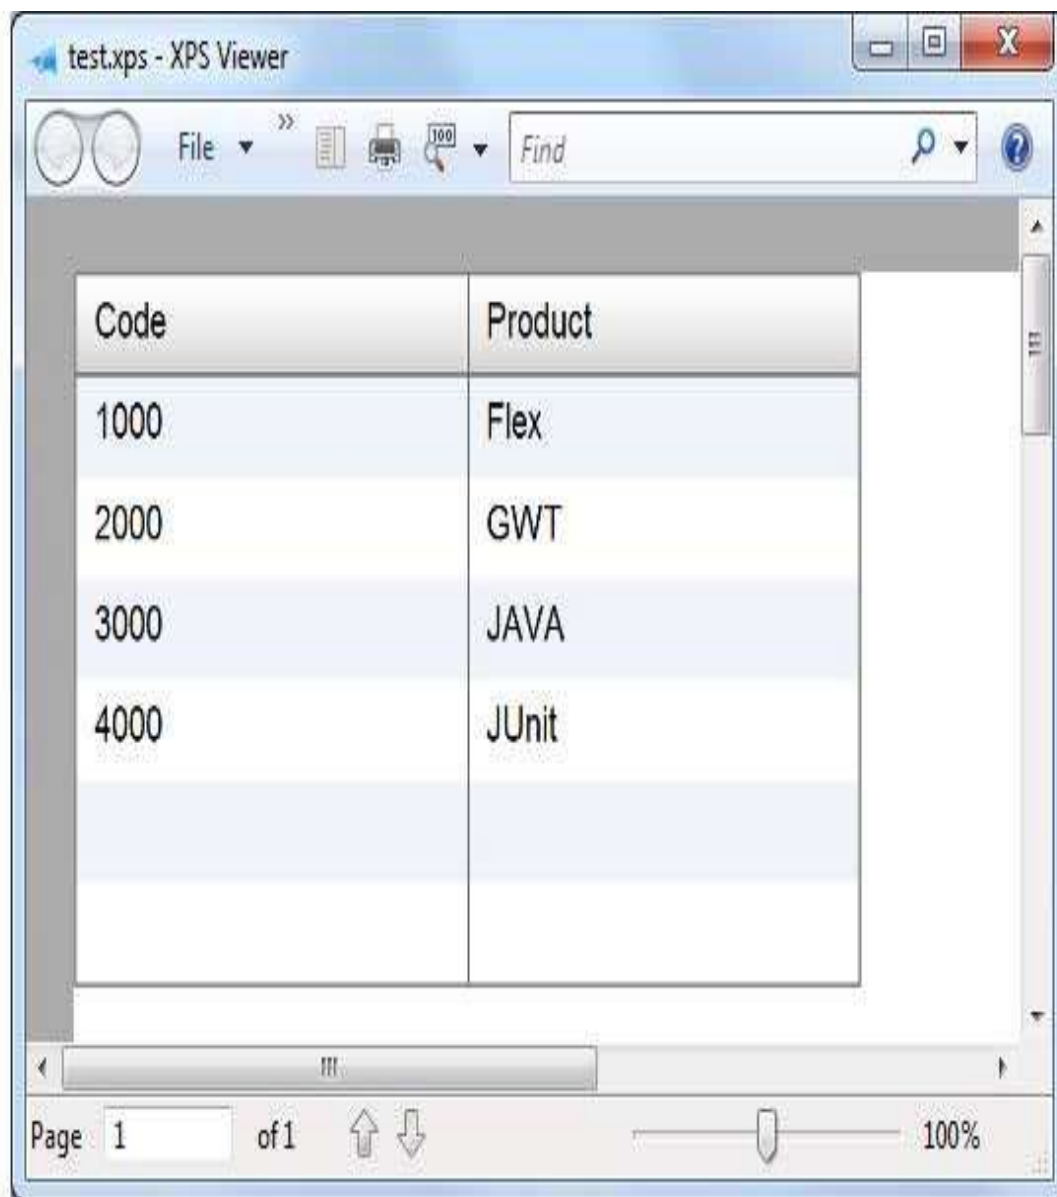 test.xps - XPS Viewer
File » 100 Find
Code Product
1000 Flex
2000 GWT
3000 JAVA
4000 JUnit
Page 1 of 1 100%